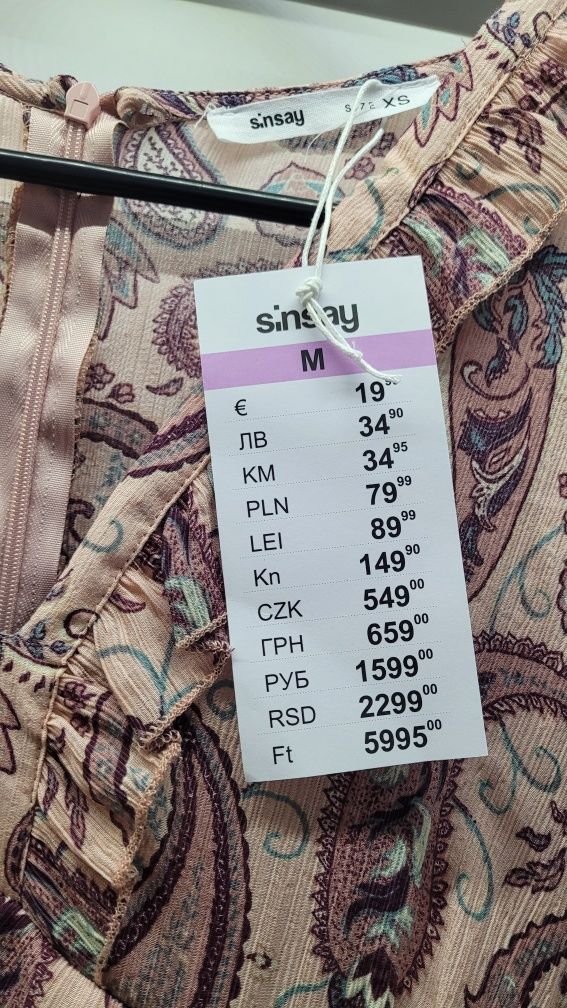 sinsay SIZE XS
sinsay
M
€ 19⁹⁹
ЛВ 34⁹⁰
KM 34⁹⁵
PLN 79⁹⁹
LEI 89⁹⁹
Kn 149⁹⁰
CZK 549⁰⁰
ГРН 659⁰⁰
РУБ 1599⁰⁰
RSD 2299⁰⁰
Ft 5995⁰⁰